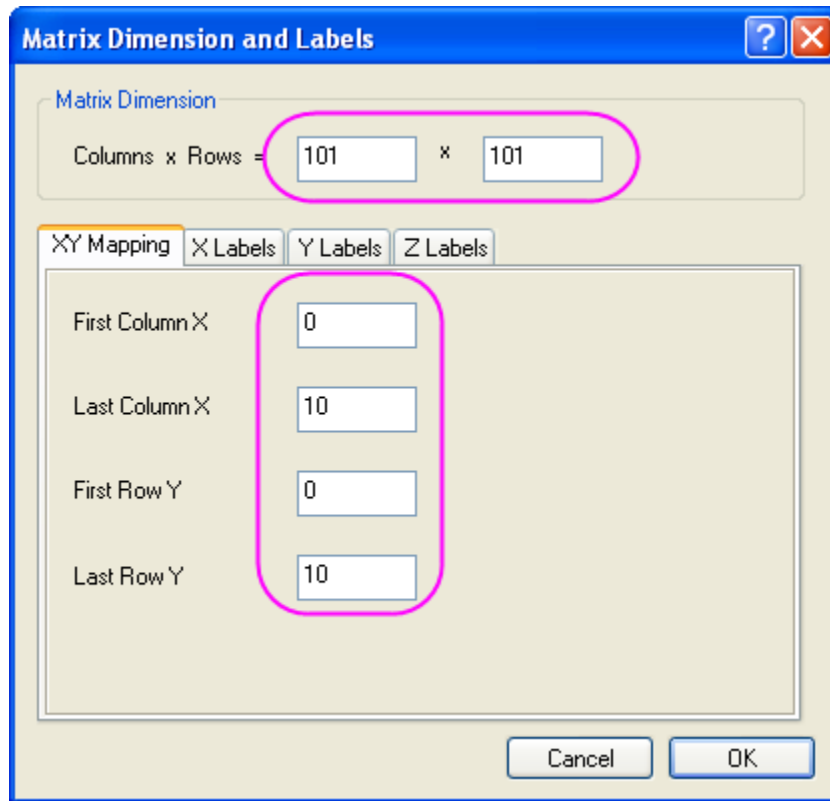 Matrix Dimension and Labels
Matrix Dimension
Columns x Rows = 101 x 101
XY Mapping X Labels Y Labels Z Labels
First Column X 0
Last Column X 10
First Row Y 0
Last Row Y 10
Cancel OK